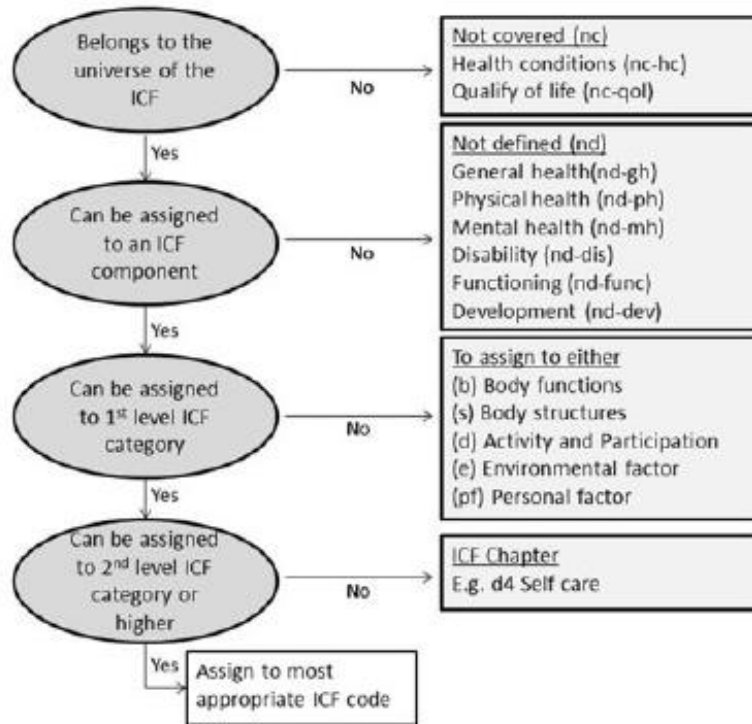 Belongs to the
universe of the
ICF
No
Not covered (nc)
Health conditions (nc-hc)
Qualify of life (nc-qol)
Yes
Can be assigned
to an ICF
component
No
Not defined (nd)
General health(nd-gh)
Physical health (nd-ph)
Mental health (nd-mh)
Disability (nd-dis)
Functioning (nd-func)
Development (nd-dev)
Yes
Can be assigned
to 1st level ICF
category
No
To assign to either
(b) Body functions
(s) Body structures
(d) Activity and Participation
(e) Environmental factor
(pf) Personal factor
Yes
Can be assigned
to 2nd level ICF
category or
higher
No
ICF Chapter
E.g. d4 Self care
Yes
Assign to most
appropriate ICF code